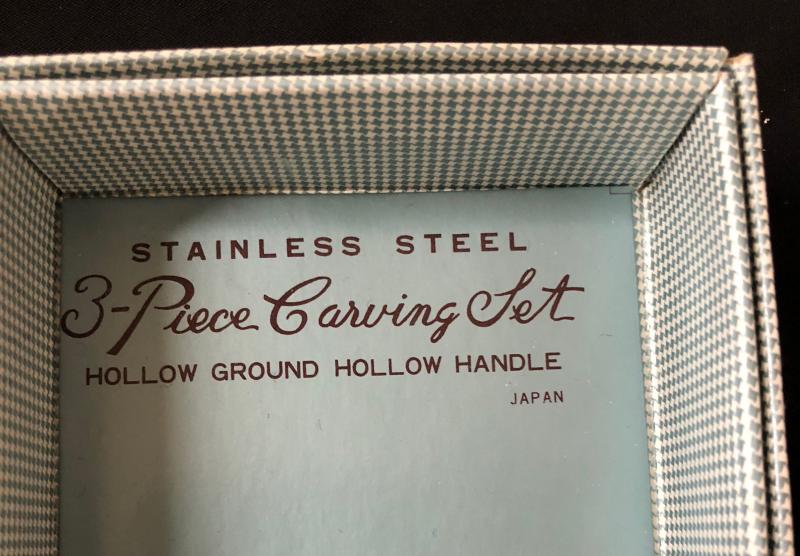 STAINLESS STEEL
3-Piece Carving Set
HOLLOW GROUND HOLLOW HANDLE
JAPAN